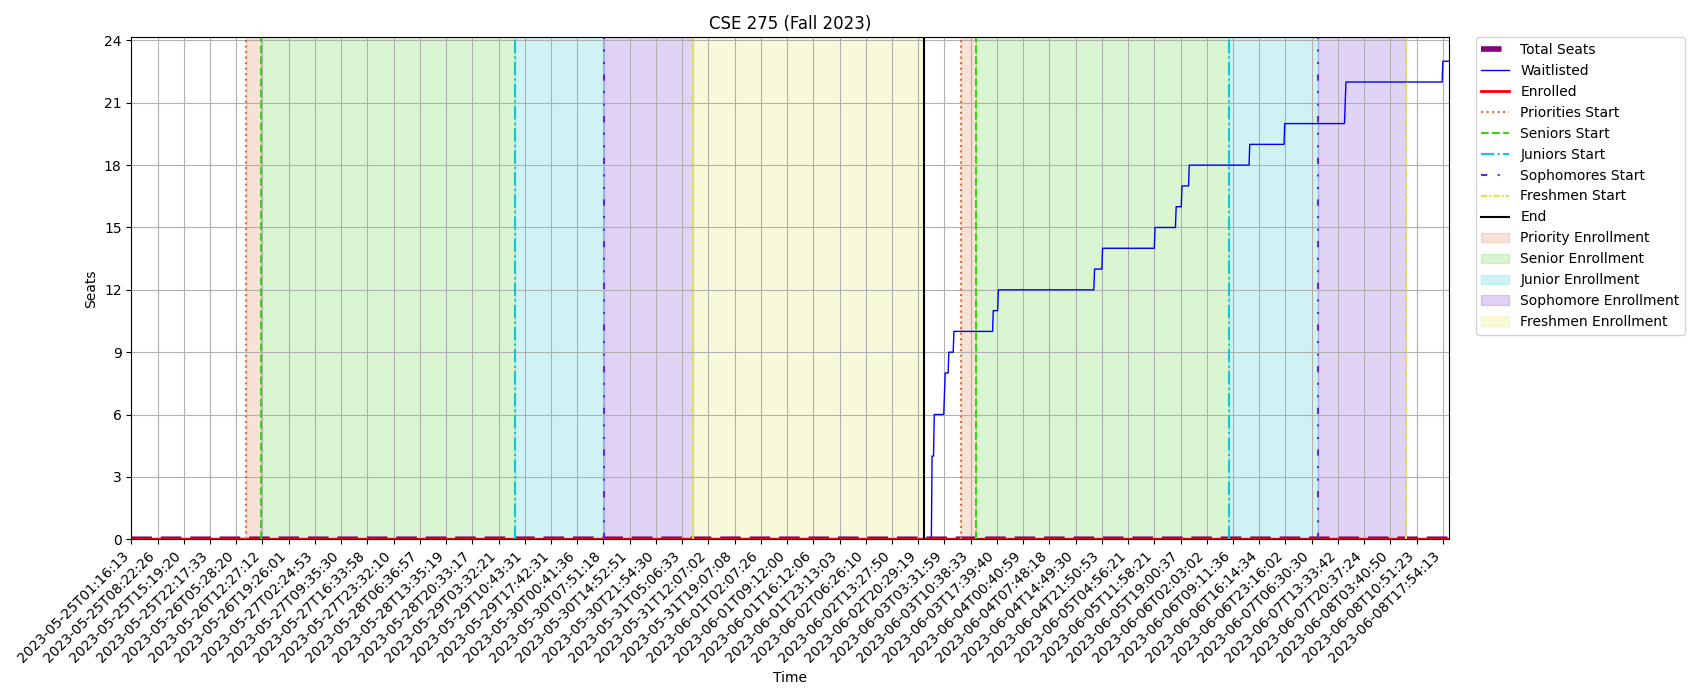 CSE 275 (Fall 2023)
24
21
18
15
12
9
6
3
0
Seats
2023-05-25T01:16:13
2023-05-25T08:22:26
2023-05-25T15:19:20
2023-05-25T22:17:33
2023-05-26T05:28:20
2023-05-26T12:27:12
2023-05-26T19:26:01
2023-05-27T02:24:53
2023-05-27T09:35:30
2023-05-27T16:33:58
2023-05-27T23:32:10
2023-05-28T06:36:57
2023-05-28T13:35:19
2023-05-28T20:33:17
2023-05-29T03:32:21
2023-05-29T10:43:31
2023-05-29T17:42:31
2023-05-30T00:41:36
2023-05-30T07:51:18
2023-05-30T14:52:51
2023-05-30T21:54:30
2023-05-31T05:06:33
2023-05-31T12:07:02
2023-05-31T19:07:08
2023-06-01T02:07:26
2023-06-01T09:12:00
2023-06-01T16:12:06
2023-06-01T23:13:03
2023-06-02T06:26:10
2023-06-02T13:27:50
2023-06-02T20:29:19
2023-06-03T03:31:59
2023-06-03T10:38:33
2023-06-03T17:39:40
2023-06-04T00:40:59
2023-06-04T07:48:18
2023-06-04T14:49:30
2023-06-04T21:50:53
2023-06-05T04:56:21
2023-06-05T11:58:21
2023-06-05T19:00:37
2023-06-06T02:03:02
2023-06-06T09:11:36
2023-06-06T16:14:34
2023-06-06T23:16:02
2023-06-07T06:30:30
2023-06-07T13:33:42
2023-06-07T20:37:24
2023-06-08T03:40:50
2023-06-08T10:51:23
2023-06-08T17:54:13
Time
Total Seats
Waitlisted
Enrolled
Priorities Start
Seniors Start
Juniors Start
Sophomores Start
Freshmen Start
End
Priority Enrollment
Senior Enrollment
Junior Enrollment
Sophomore Enrollment
Freshmen Enrollment